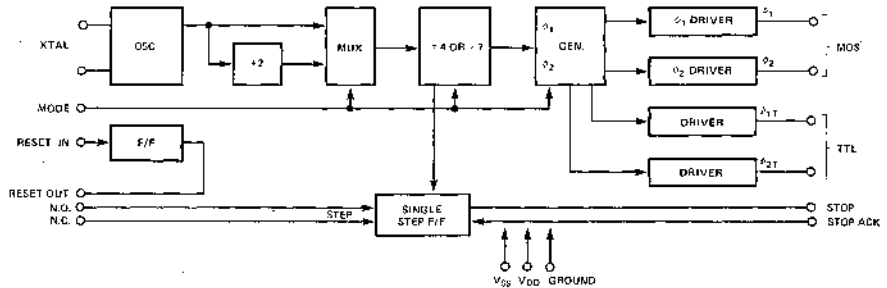 XTAL
OSC
÷2
MUX
÷ 4 OR ÷ 7
ϕ1
ϕ2
GEN.
ϕ1 DRIVER
ϕ1
ϕ2 DRIVER
ϕ2
MOS
MODE
DRIVER
ϕ1T
DRIVER
ϕ2T
TTL
RESET IN
F/F
RESET OUT
N.O.
N.C.
STEP
SINGLE
STEP F/F
STOP
STOP ACK
VDD
GROUND